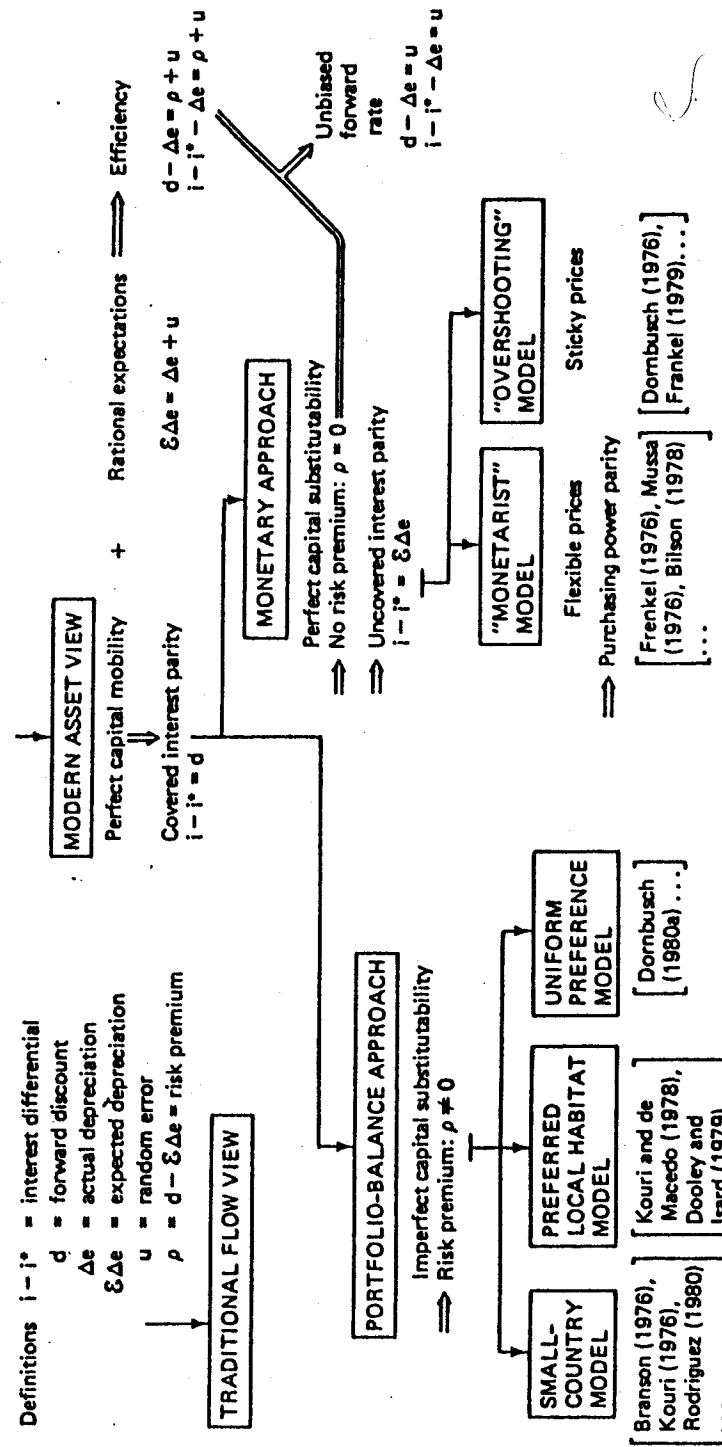 Definitions i – i* = interest differential
d = forward discount
Δe = actual depreciation
ℰΔe = expected depreciation
u = random error
ρ = d – ℰΔe = risk premium
TRADITIONAL FLOW VIEW
MODERN ASSET VIEW
Perfect capital mobility + Rational expectations ⟹ Efficiency
⟹
Covered interest parity
i – i* = d
ℰΔe = Δe + u
d – Δe = ρ + u
i – i* – Δe = ρ + u
Unbiased
forward
rate
d – Δe = u
i – i* – Δe = u
PORTFOLIO-BALANCE APPROACH
Imperfect capital substitutability
⟹ Risk premium: ρ ≠ 0
MONETARY APPROACH
Perfect capital substitutability
⟹ No risk premium: ρ = 0
⟹ Uncovered interest parity
i – i* = ℰΔe
SMALL-
COUNTRY
MODEL
[Branson (1976),
Kouri (1976),
Rodriguez (1980)
PREFERRED
LOCAL HABITAT
MODEL
[Kouri and de
Macedo (1978),
Dooley and
Isard (1979)
UNIFORM
PREFERENCE
MODEL
[Dornbusch
(1980a) ...]
"MONETARIST"
MODEL
Flexible prices
⟹ Purchasing power parity
[Frenkel (1976), Mussa
(1976), Bilson (1978)
...]
"OVERSHOOTING"
MODEL
Sticky prices
[Dornbusch (1976),
Frankel (1979)...]